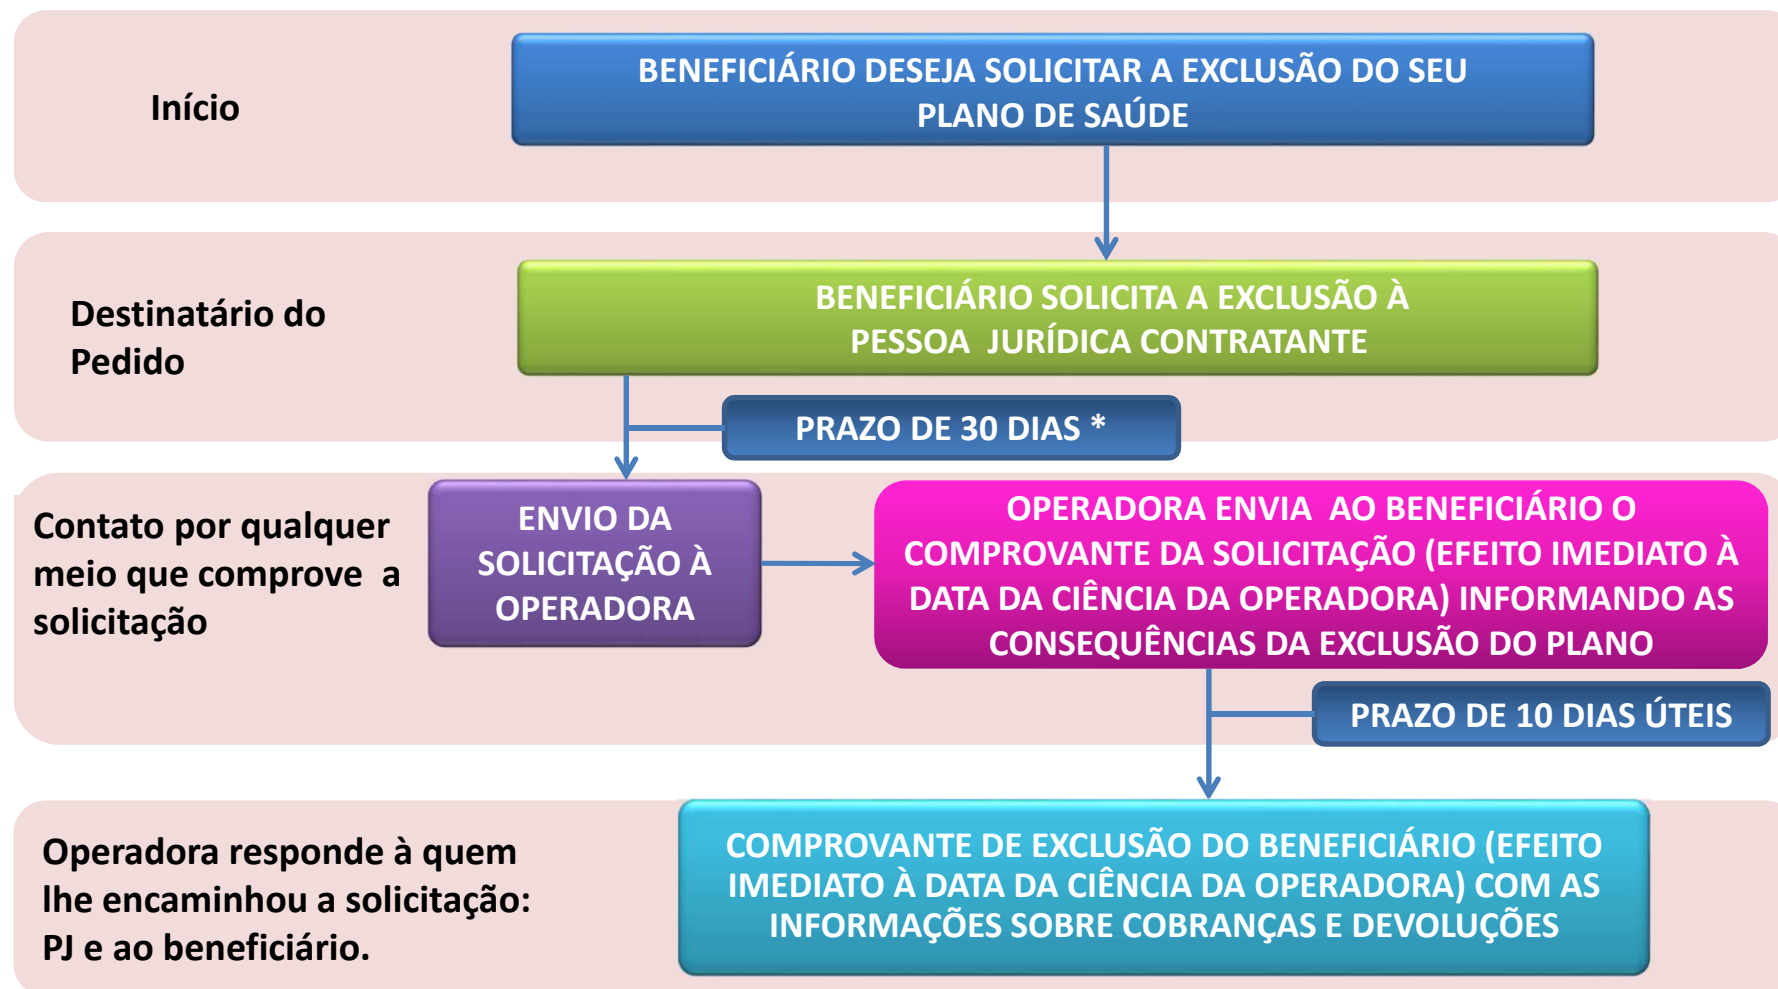 Início
BENEFICIÁRIO DESEJA SOLICITAR A EXCLUSÃO DO SEU
PLANO DE SAÚDE
Destinatário do
Pedido
BENEFICIÁRIO SOLICITA A EXCLUSÃO À
PESSOA JURÍDICA CONTRATANTE
PRAZO DE 30 DIAS *
Contato por qualquer
meio que comprove a
solicitação
ENVIO DA
SOLICITAÇÃO À
OPERADORA
OPERADORA ENVIA AO BENEFICIÁRIO O
COMPROVANTE DA SOLICITAÇÃO (EFEITO IMEDIATO À
DATA DA CIÊNCIA DA OPERADORA) INFORMANDO AS
CONSEQUÊNCIAS DA EXCLUSÃO DO PLANO
PRAZO DE 10 DIAS ÚTEIS
Operadora responde à quem
lhe encaminhou a solicitação:
PJ e ao beneficiário.
COMPROVANTE DE EXCLUSÃO DO BENEFICIÁRIO (EFEITO
IMEDIATO À DATA DA CIÊNCIA DA OPERADORA) COM AS
INFORMAÇÕES SOBRE COBRANÇAS E DEVOLUÇÕES